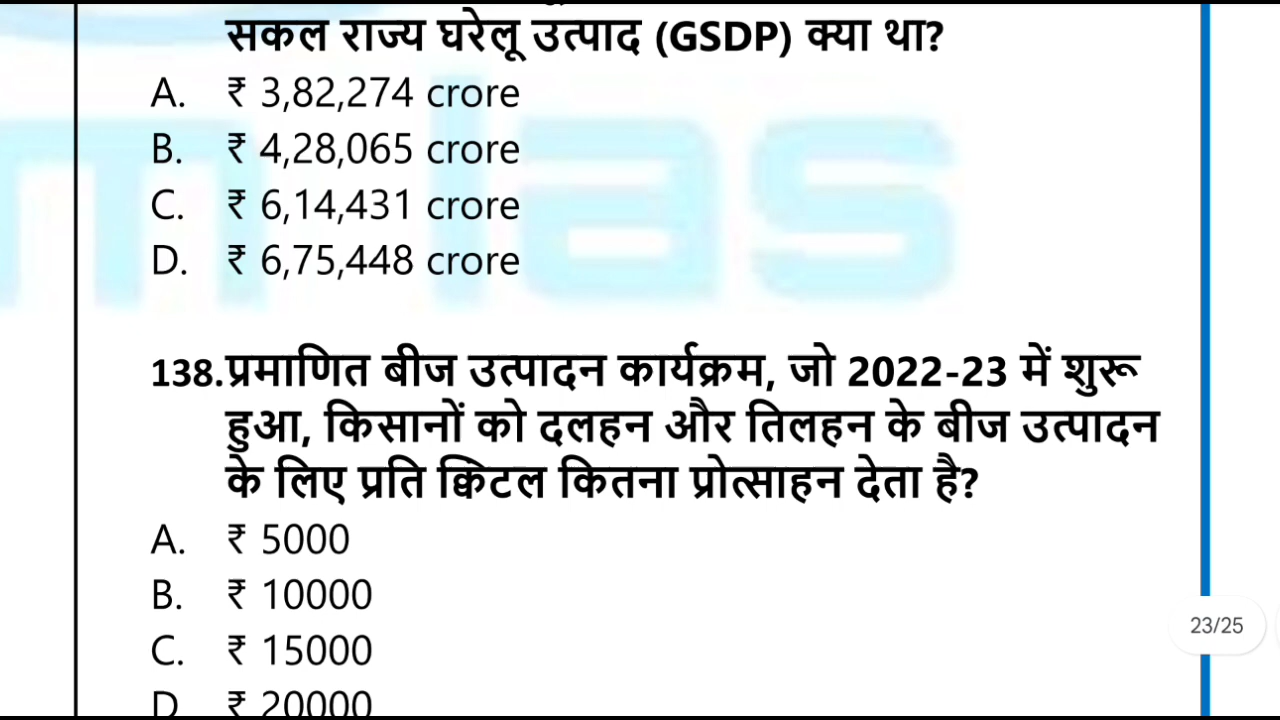 सकल राज्य घरेलू उत्पाद (GSDP) क्या था?
A. ₹ 3,82,274 crore
B. ₹ 4,28,065 crore
C. ₹ 6,14,431 crore
D. ₹ 6,75,448 crore
138. प्रमाणित बीज उत्पादन कार्यक्रम, जो 2022-23 में शुरू
हुआ, किसानों को दलहन और तिलहन के बीज उत्पादन
के लिए प्रति क्विंटल कितना प्रोत्साहन देता है?
A. ₹ 5000
B. ₹ 10000
C. ₹ 15000
23/25
D ₹ 20000